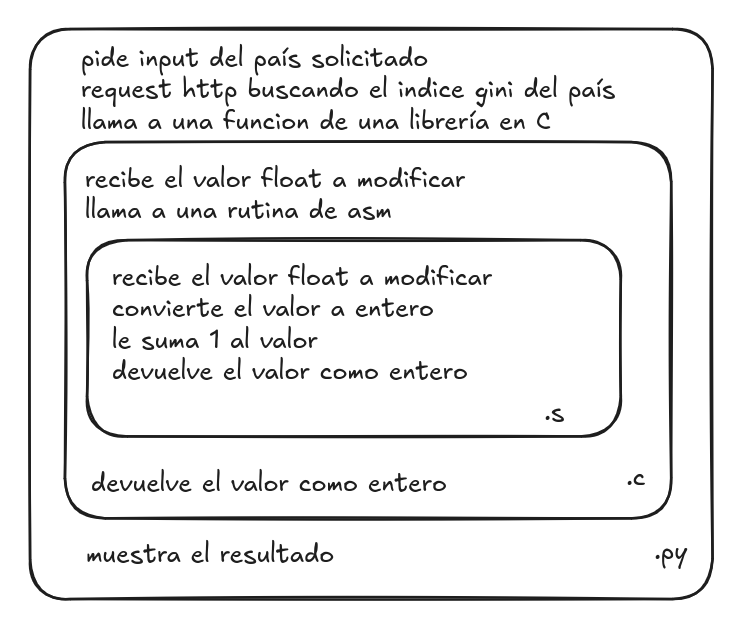 pide input del país solicitado
request http buscando el indice gini del país
llama a una funcion de una librería en C
recibe el valor float a modificar
llama a una rutina de asm
recibe el valor float a modificar
convierte el valor a entero
le suma 1 al valor
devuelve el valor como entero
.s
devuelve el valor como entero
.c
muestra el resultado
.py